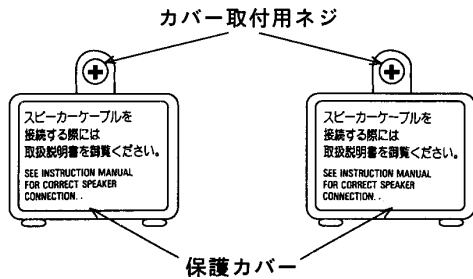 カバー取付用ネジ
スピーカーケーブルを
接続する際には
取扱説明書を御覧ください。
SEE INSTRUCTION MANUAL
FOR CORRECT SPEAKER
CONNECTION..
スピーカーケーブルを
接続する際には
取扱説明書を御覧ください。
SEE INSTRUCTION MANUAL
FOR CORRECT SPEAKER
CONNECTION..
保護カバー